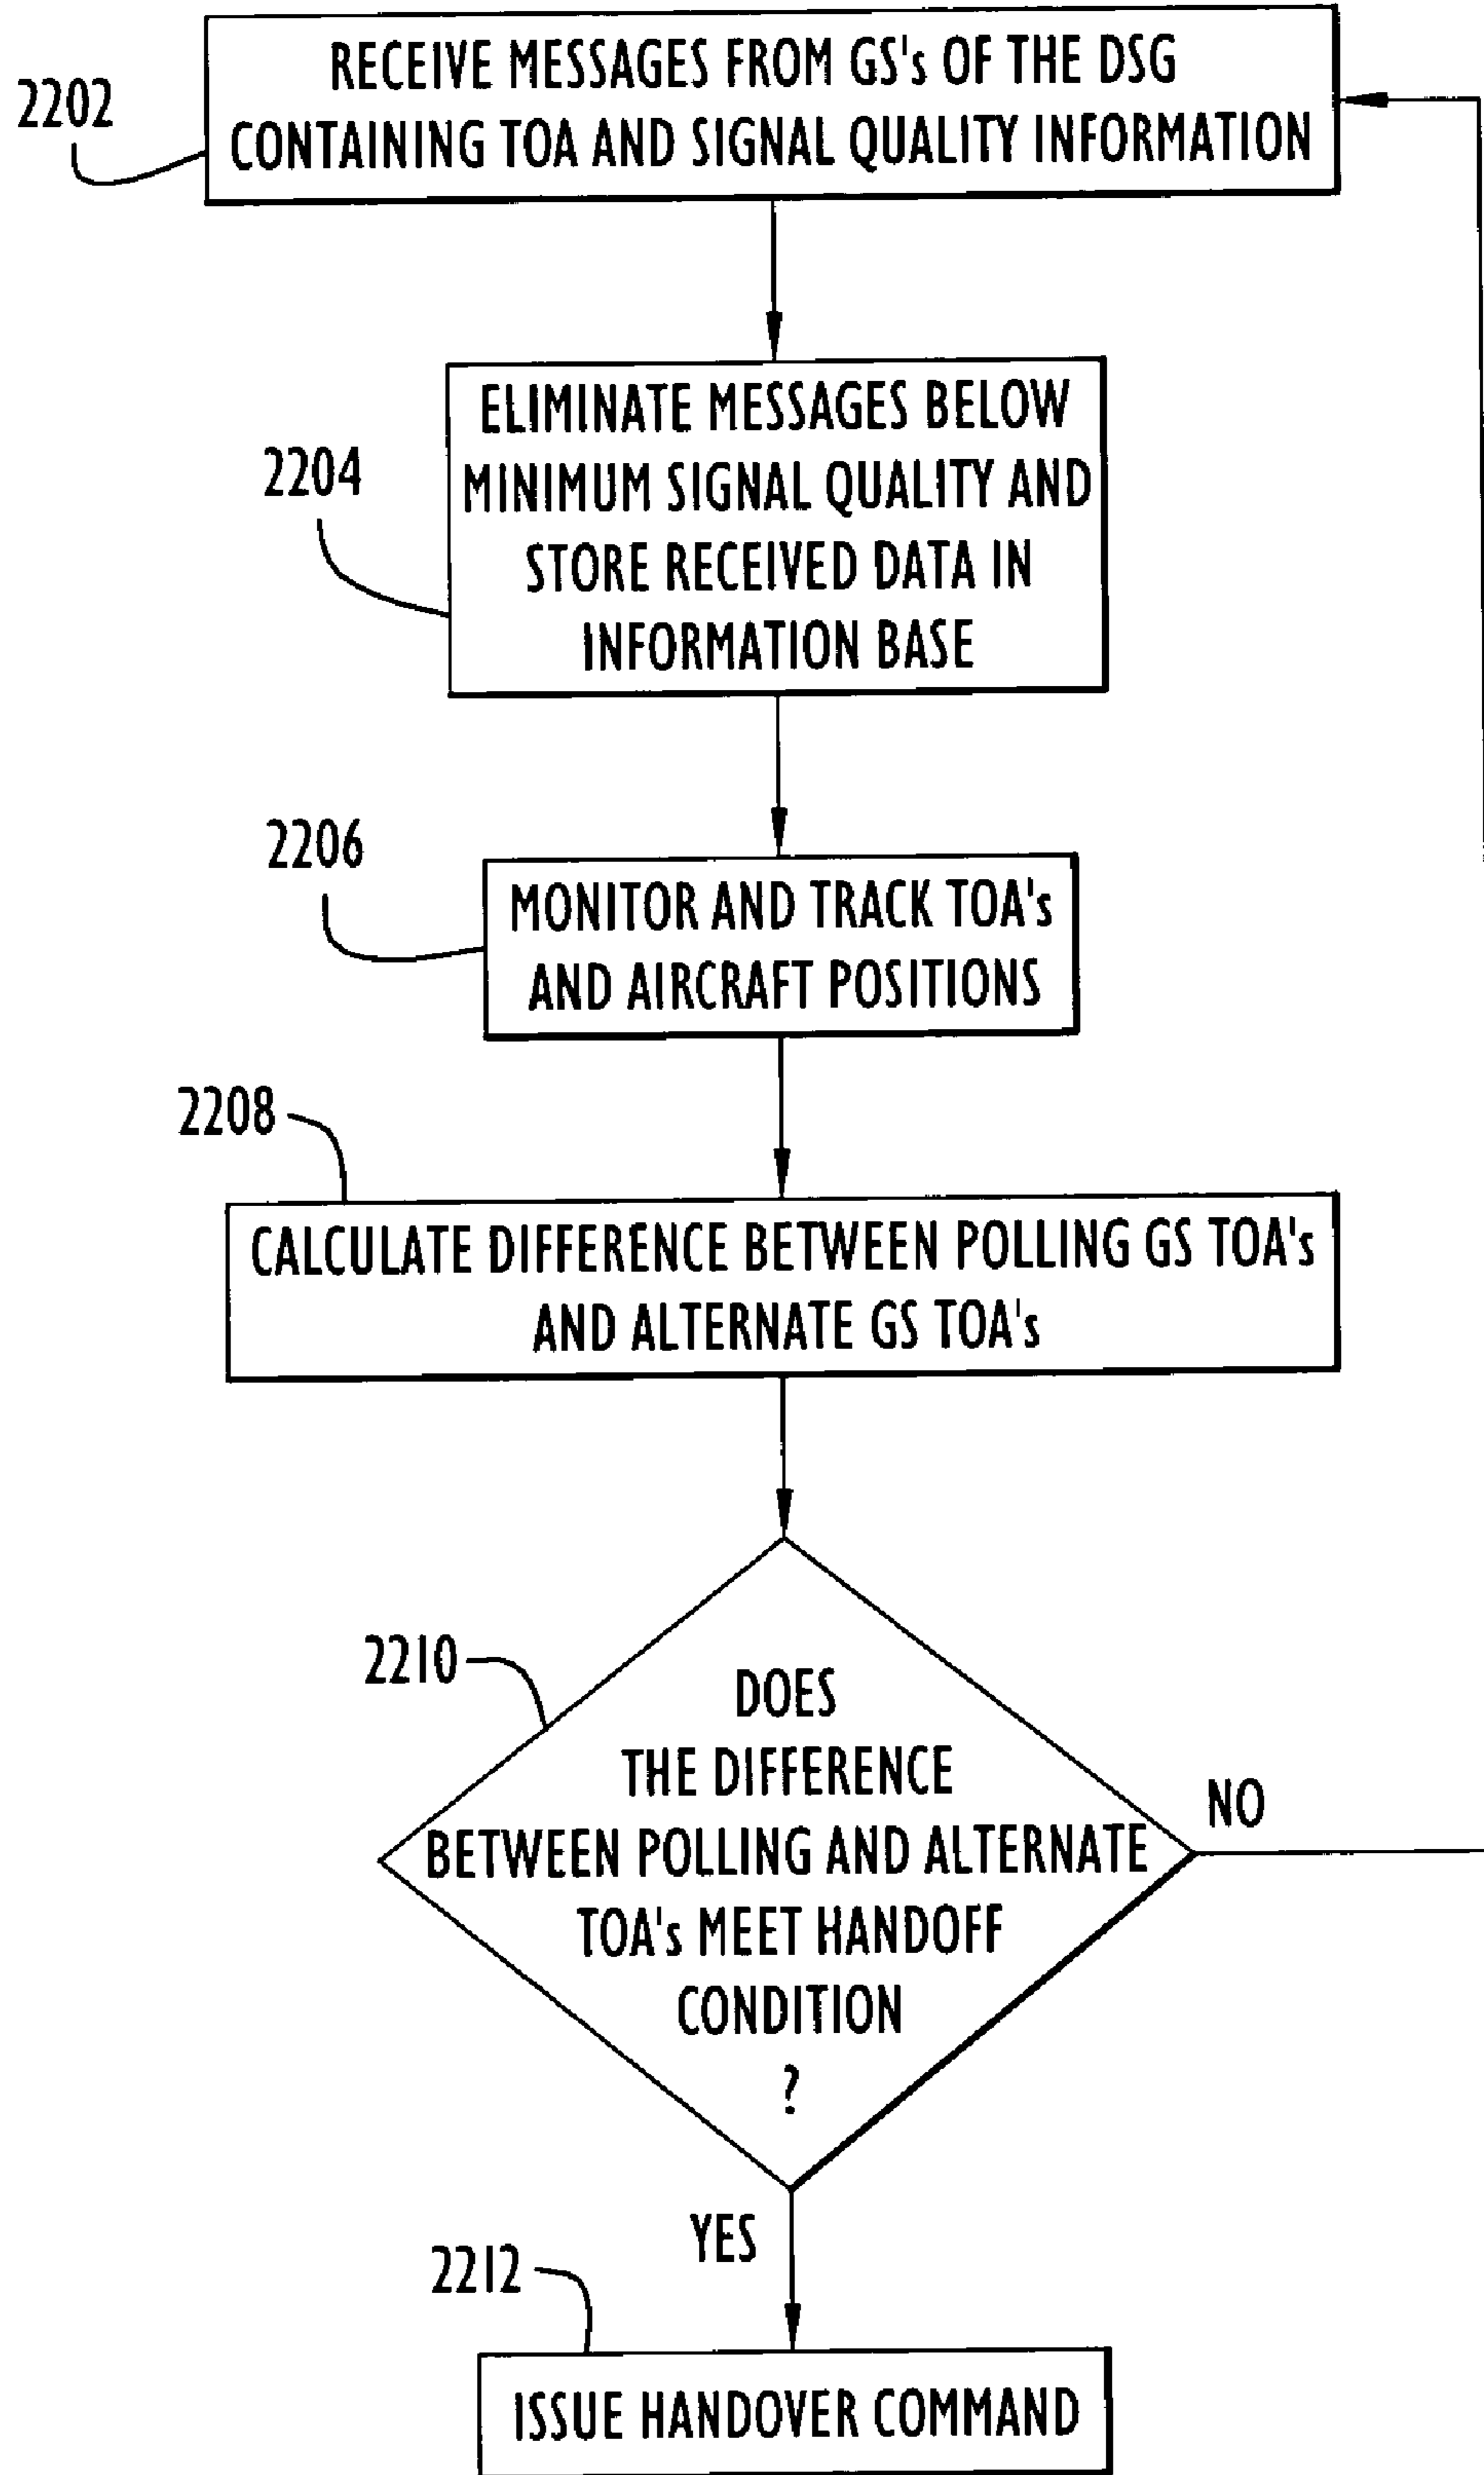 2202
RECEIVE MESSAGES FROM GS's OF THE DSG
CONTAINING TOA AND SIGNAL QUALITY INFORMATION
2204
ELIMINATE MESSAGES BELOW
MINIMUM SIGNAL QUALITY AND
STORE RECEIVED DATA IN
INFORMATION BASE
2206
MONITOR AND TRACK TOA's
AND AIRCRAFT POSITIONS
2208
CALCULATE DIFFERENCE BETWEEN POLLING GS TOA's
AND ALTERNATE GS TOA's
2210
DOES
THE DIFFERENCE
BETWEEN POLLING AND ALTERNATE
TOA's MEET HANDOFF
CONDITION
?
NO
YES
2212
ISSUE HANDOVER COMMAND